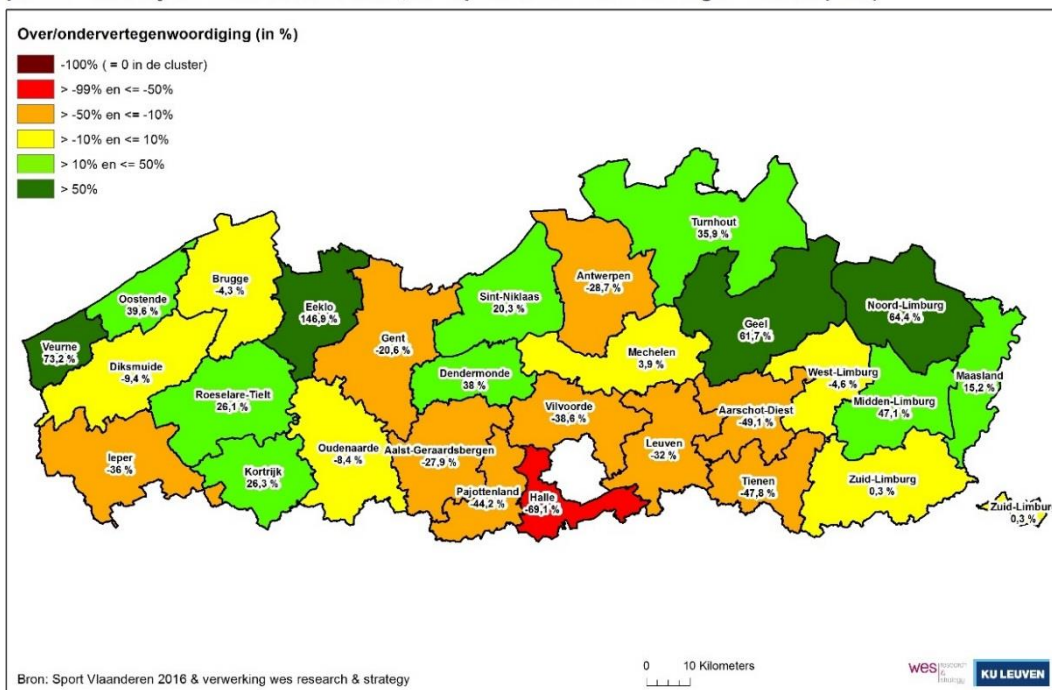 Over/ondervertegenwoordiging (in %)
-100% ( = 0 in de cluster)
> -99% en <= -50%
> -50% en <= -10%
> -10% en <= 10%
> 10% en <= 50%
> 50%
Turnhout
35,9 %
Brugge
-4,3 %
Antwerpen
-28,7 %
Oostende
39,6 %
Eeklo
146,9 %
Sint-Niklaas
20,3 %
Noord-Limburg
64,4 %
Geel
61,7 %
Gent
-20,6 %
Veurne
73,2 %
Mechelen
3,9 %
Diksmuide
-9,4 %
Dendermonde
38 %
West-Limburg
-4,6 %
Maasland
15,2 %
Roeselare-Tielt
26,1 %
Midden-Limburg
47,1 %
Vilvoorde
-38,6 %
Aarschot-Diest
-49,1 %
Leuven
-32 %
Oudenaarde
-8,4 %
Aalst-Geraardsbergen
-27,9 %
Ieper
-36 %
Kortrijk
26,3 %
Zuid-Limburg
0,3 %
Tienen
-47,8 %
Pajottenland
-44,2 %
Halle
-69,1 %
Zuid-Limburg
0,3 %
0 10 Kilometers
Bron: Sport Vlaanderen 2016 & verwerking wes research & strategy
wes research
&
strategy
KU LEUVEN